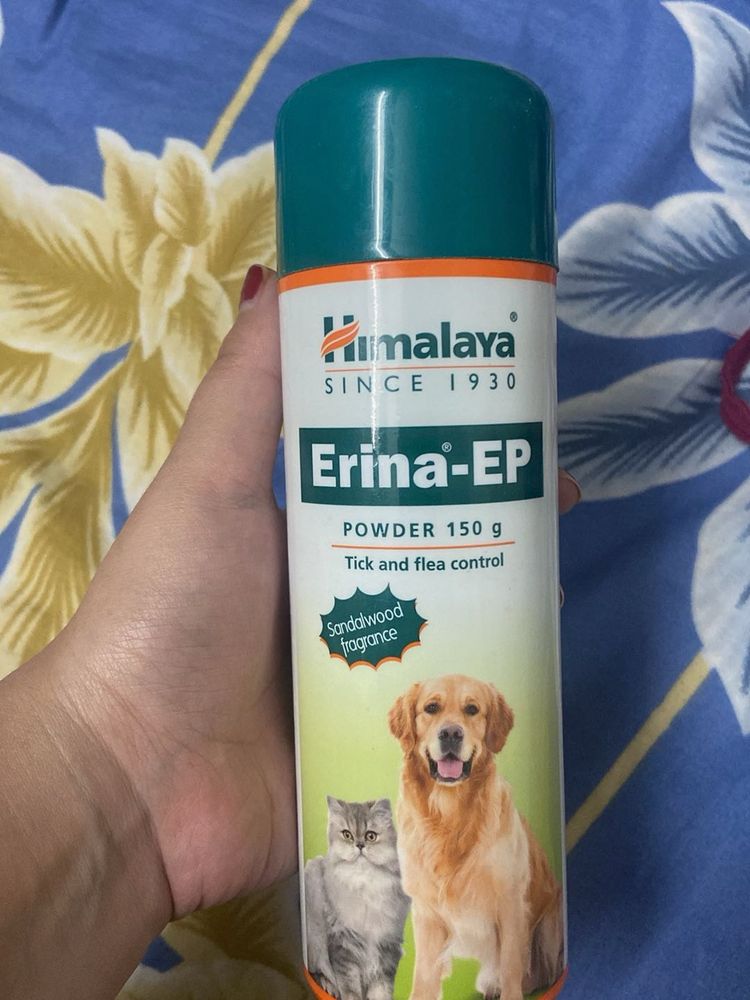 Himalaya®
SINCE 1930
Erina®-EP
POWDER 150 g
Tick and flea control
Sandalwood
fragrance